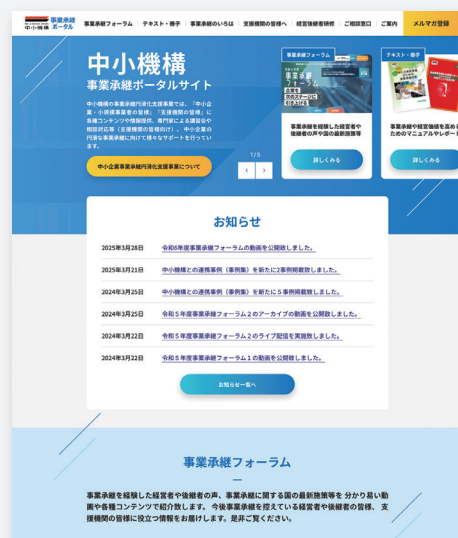 中小機構
事業承継
ポータル
事業承継フォーラム
テキスト・冊子
事業承継のいろは
支援機関の皆様へ
経営後継者研修
ご相談窓口
ご案内
メルマガ登録
中小機構
事業承継ポータルサイト
中小機構の事業承継円滑化支援事業では、「中小企
業・小規模事業者の皆様」「支援機関の皆様」に
各種コンテンツや情報提供、専門家による講習会や
相談対応等（支援機関の皆様向け）、中小企業の
円滑な事業承継に向けて様々なサポートを行ってい
ます。
中小企業事業承継円滑化支援事業について
1/5
事業承継フォーラム
事業承継
フォーラム
企業を
次のステージに
引き上げる
事業承継を経験した経営者や
後継者の声や国の最新施策等
詳しくみる
テキスト・冊子
事業承継や経営価値を高める
ためのマニュアルやレポー
詳しくみる
お知らせ
2025年3月28日 令和6年度事業承継フォーラムの動画を公開致しました。
2025年3月21日 中小機構との連携事例（事例集）を新たに2事例掲載致しました。
2024年3月25日 中小機構との連携事例（事例集）を新たに５事例掲載致しました。
2024年3月25日 令和５年度事業承継フォーラム２のアーカイブの動画を公開致しました。
2024年3月22日 令和５年度事業承継フォーラム２のライブ配信を実施致しました。
2024年3月22日 令和５年度事業承継フォーラム１の動画を公開致しました。
お知らせ一覧へ
事業承継フォーラム
事業承継を経験した経営者や後継者の声、事業承継に関する国の最新施策等を 分かり易い動
画や各種コンテンツで紹介致します。 今後事業承継を控えている経営者や後継者の皆様、 支
援機関の皆様に役立つ情報をお届けします。是非ご覧ください。